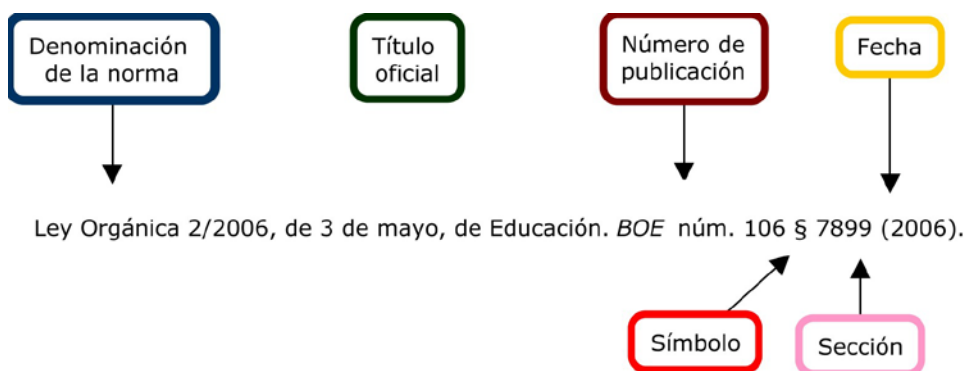 Denominación
de la norma
Título
oficial
Número de
publicación
Fecha
Ley Orgánica 2/2006, de 3 de mayo, de Educación. BOE núm. 106 § 7899 (2006).
Símbolo
Sección